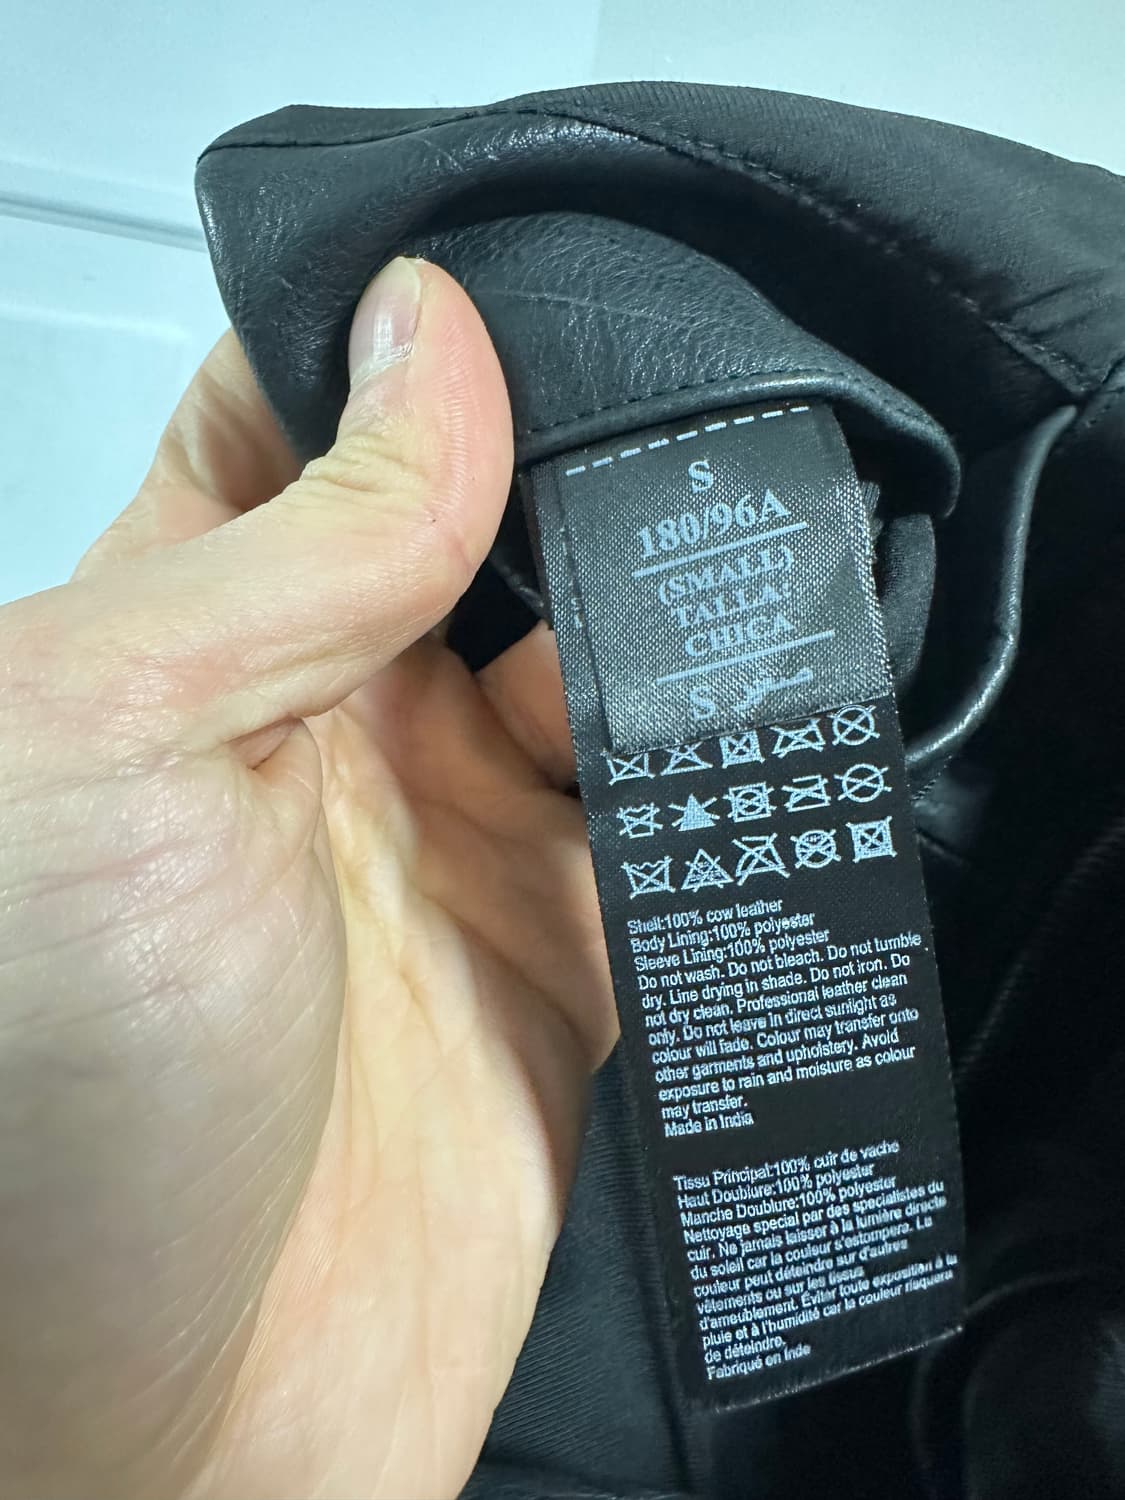 S
180/96A
(SMALL)
TALLA:
CHICA
S صغير
Shell:100% cow leather
Body Lining:100% polyester
Sleeve Lining:100% polyester
Do not wash. Do not bleach. Do not tumble
dry. Line drying in shade. Do not iron. Do
not dry clean. Professional leather clean
only. Do not leave in direct sunlight as
colour will fade. Colour may transfer onto
other garments and upholstery. Avoid
exposure to rain and moisture as colour
may transfer.
Made in India
Tissu Principal:100% cuir de vache
Haut Doublure:100% polyester
Manche Doublure:100% polyester
Nettoyage special par des specialistes du
cuir. Ne jamais laisser à la lumière directe
du soleil car la couleur s'estompera. La
couleur peut déteindre sur d'autres
vêtements ou sur les tissus
d'ameublement. Éviter toute exposition à la
pluie et à l'humidité car la couleur risquera
de déteindre.
Fabriqué en Inde